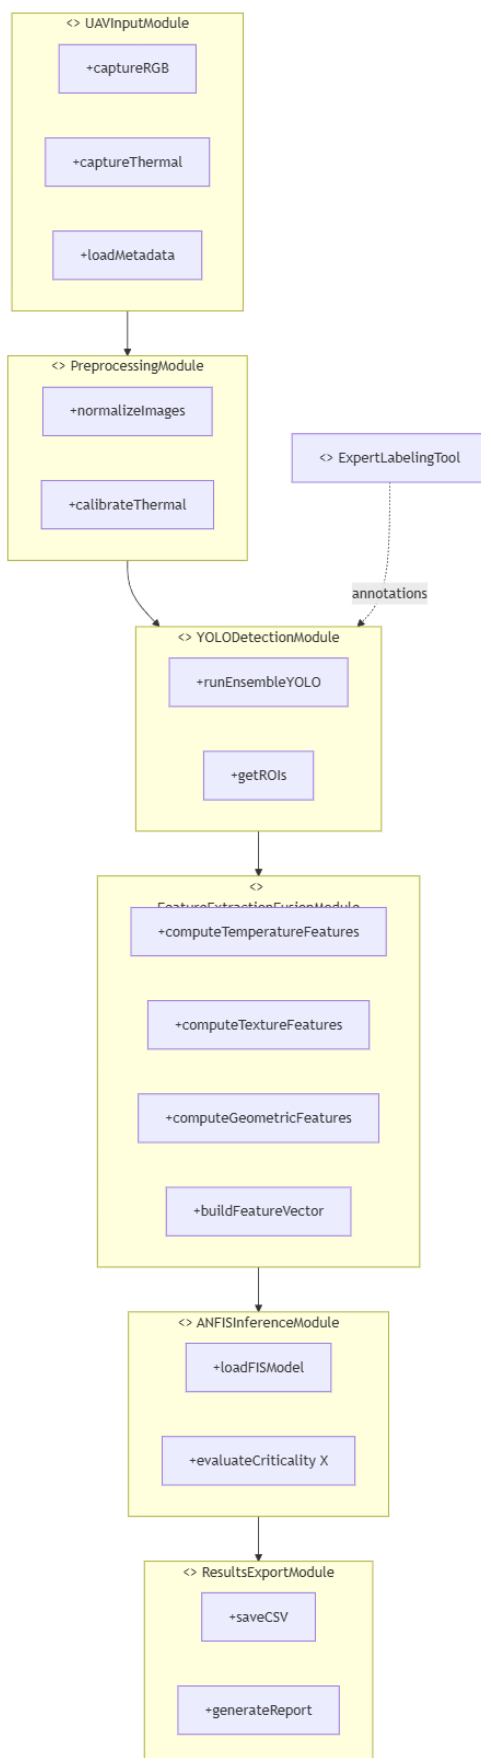 <> UAVInputModule
+captureRGB
+captureThermal
+loadMetadata
<> PreprocessingModule
+normalizeImages
+calibrateThermal
<> ExpertLabelingTool
annotations
<> YOLODetectionModule
+runEnsembleYOLO
+getROIs
<>
FeatureExtractionFusionModule
+computeTemperatureFeatures
+computeTextureFeatures
+computeGeometricFeatures
+buildFeatureVector
<> ANFISInferenceModule
+loadFISModel
+evaluateCriticality X
<> ResultsExportModule
+saveCSV
+generateReport